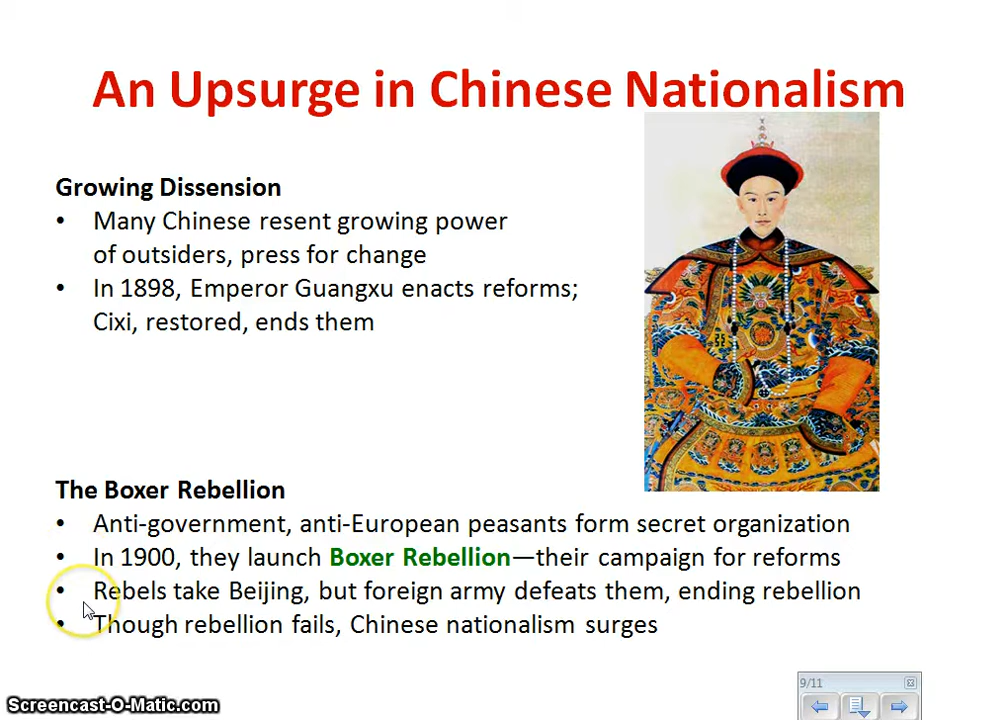 An Upsurge in Chinese Nationalism
Growing Dissension
• Many Chinese resent growing power
of outsiders, press for change
• In 1898, Emperor Guangxu enacts reforms;
Cixi, restored, ends them
The Boxer Rebellion
• Anti-government, anti-European peasants form secret organization
• In 1900, they launch Boxer Rebellion—their campaign for reforms
• Rebels take Beijing, but foreign army defeats them, ending rebellion
• Though rebellion fails, Chinese nationalism surges
9/11
Screencast-O-Matic.com